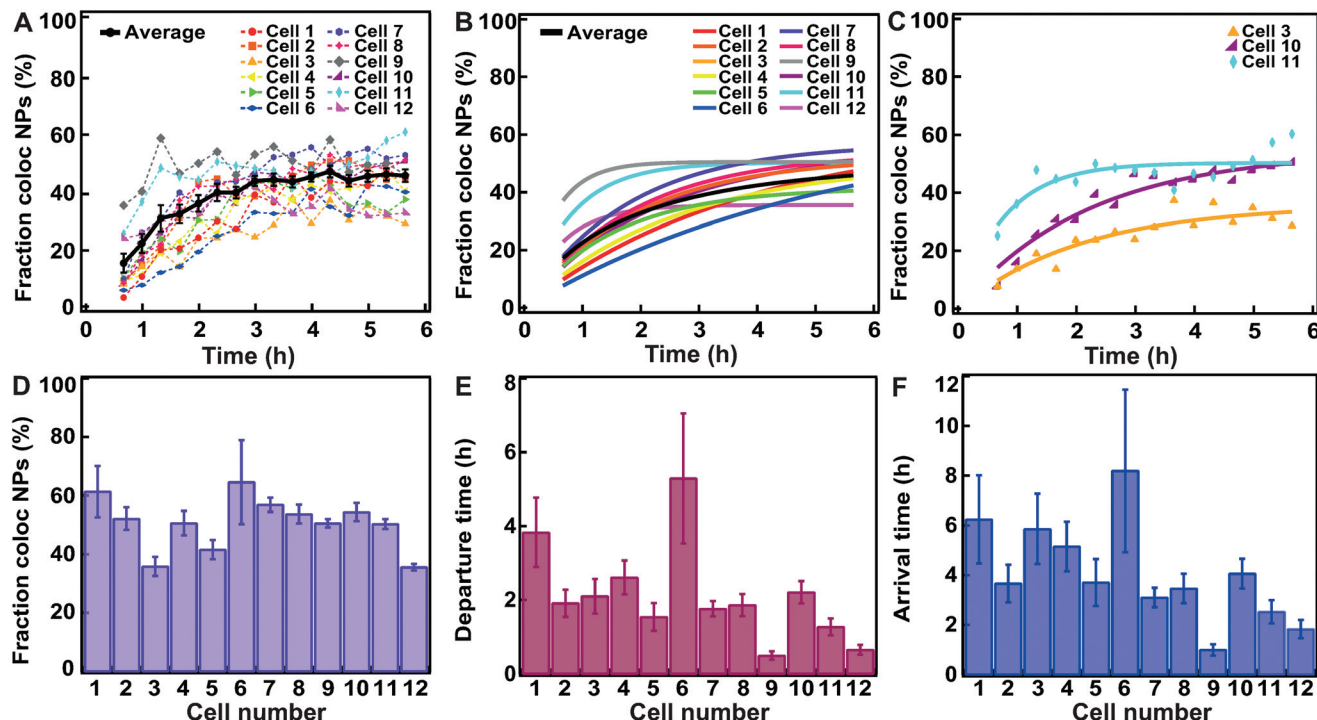 A
Average
Cell 1
Cell 2
Cell 3
Cell 4
Cell 5
Cell 6
Cell 7
Cell 8
Cell 9
Cell 10
Cell 11
Cell 12
Fraction coloc NPs (%)
100
80
60
40
20
0
0 1 2 3 4 5 6
Time (h)
B
Average
Cell 1
Cell 2
Cell 3
Cell 4
Cell 5
Cell 6
Cell 7
Cell 8
Cell 9
Cell 10
Cell 11
Cell 12
Fraction coloc NPs (%)
100
80
60
40
20
0
0 1 2 3 4 5 6
Time (h)
C
Cell 3
Cell 10
Cell 11
Fraction coloc NPs (%)
100
80
60
40
20
0
0 1 2 3 4 5 6
Time (h)
D
Fraction coloc NPs (%)
100
80
60
40
20
0
1 2 3 4 5 6 7 8 9 10 11 12
Cell number
E
Departure time (h)
8
6
4
2
0
1 2 3 4 5 6 7 8 9 10 11 12
Cell number
F
Arrival time (h)
12
10
8
6
4
2
0
1 2 3 4 5 6 7 8 9 10 11 12
Cell number